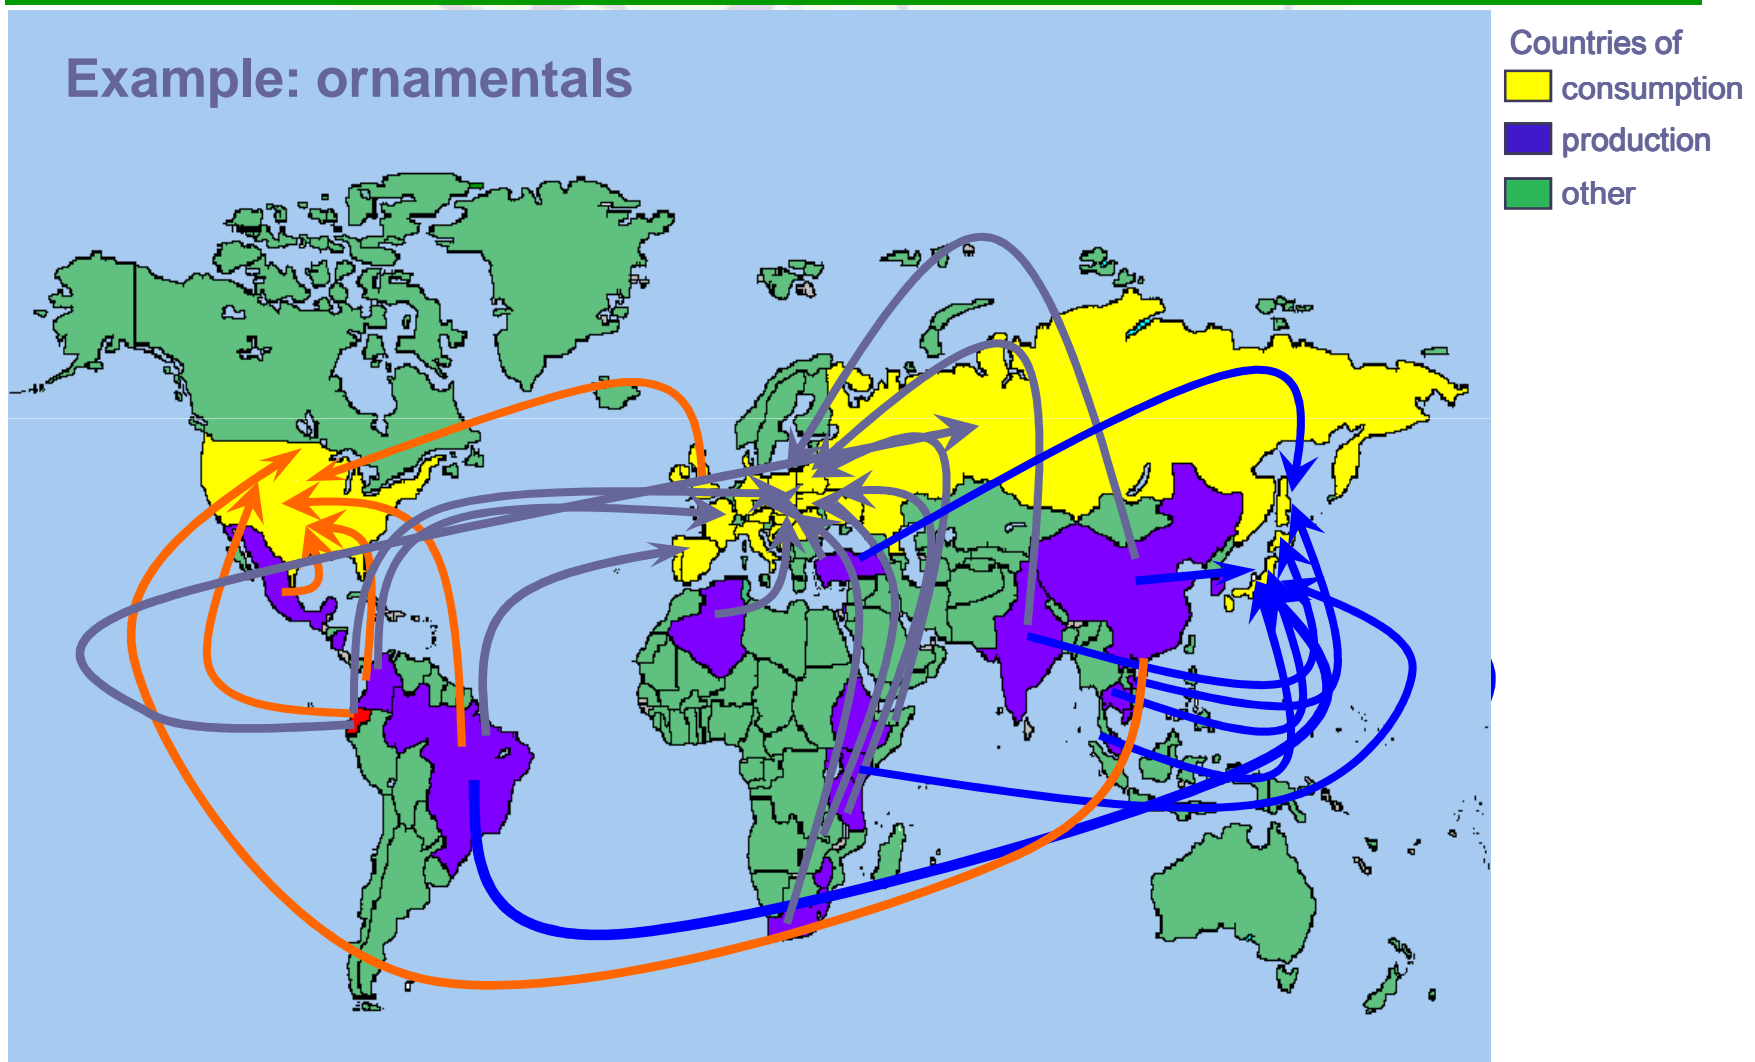 Example: ornamentals
Countries of
consumption
production
other